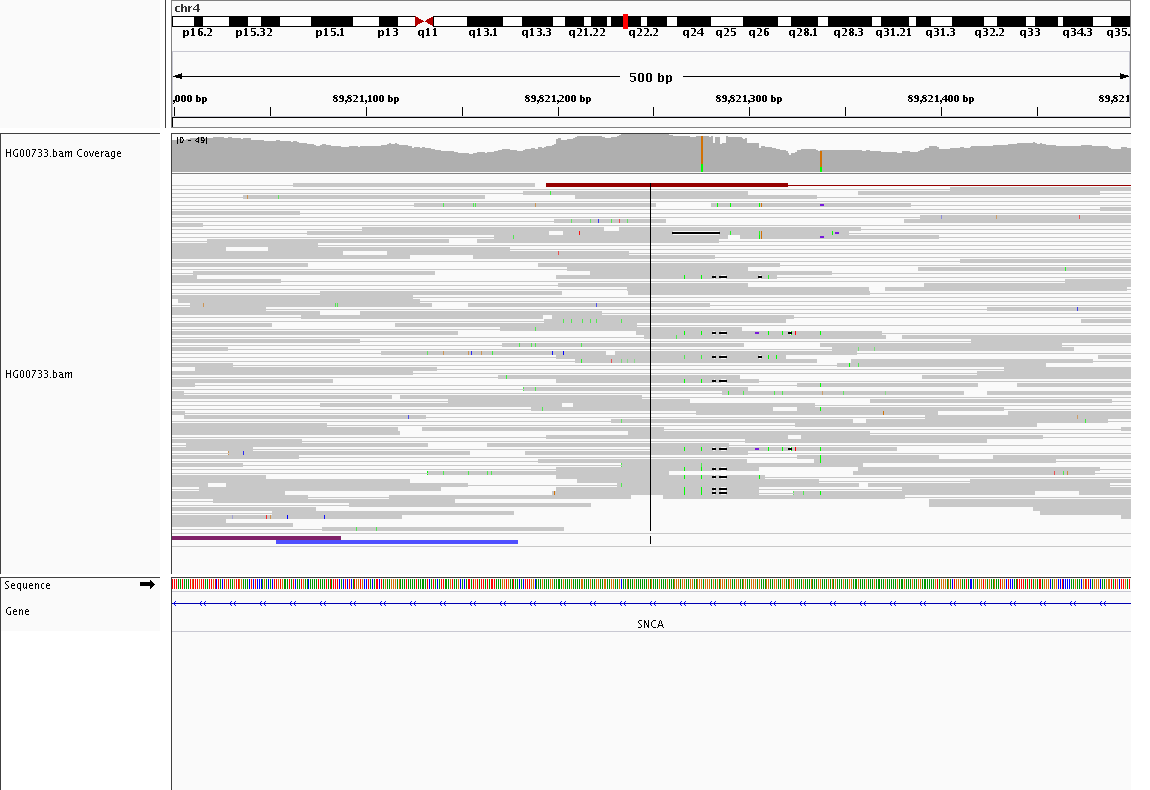 chr4
p16.2 p15.32 p15.1 p13 q11 q13.1 q13.3 q21.22 q22.2 q24 q25 q26 q28.1 q28.3 q31.21 q31.3 q32.2 q33 q34.3 q35.
500 bp
,000 bp 89,821,100 bp 89,821,200 bp 89,821,300 bp 89,821,400 bp 89,821
HG00733.bam Coverage
[0 - 49]
HG00733.bam
Sequence
Gene
SNCA